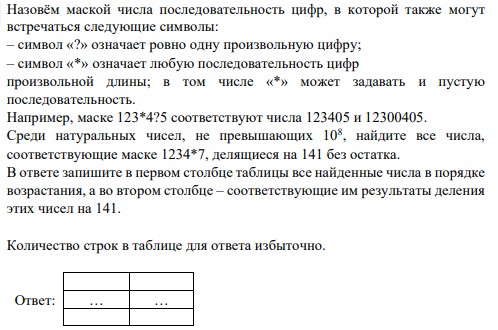 Назовём маской числа последовательность цифр, в которой также могут
встречаться следующие символы:
– символ «?» означает ровно одну произвольную цифру;
– символ «*» означает любую последовательность цифр
произвольной длины; в том числе «*» может задавать и пустую
последовательность.
Например, маске 123*4?5 соответствуют числа 123405 и 12300405.
Среди натуральных чисел, не превышающих 10⁸, найдите все числа,
соответствующие маске 1234*7, делящиеся на 141 без остатка.
В ответе запишите в первом столбце таблицы все найденные числа в порядке
возрастания, а во втором столбце – соответствующие им результаты деления
этих чисел на 141.
Количество строк в таблице для ответа избыточно.
Ответ: … …